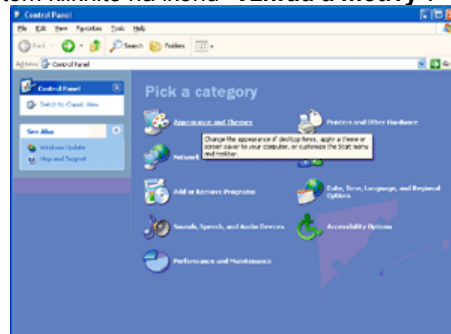 Control Panel
File Edit View Favorites Tools Help
Back Search Folders
Address Control Panel Go
Control Panel
Switch to Classic View
See Also
Windows Update
Help and Support
Pick a category
Appearance and Themes
Printers and Other Hardware
Change the appearance of desktop items, apply a theme or
screen saver to your computer, or customize the Start menu
and taskbar.
Network
Add or Remove Programs
Date, Time, Language, and Regional
Options
Sounds, Speech, and Audio Devices
Accessibility Options
Performance and Maintenance